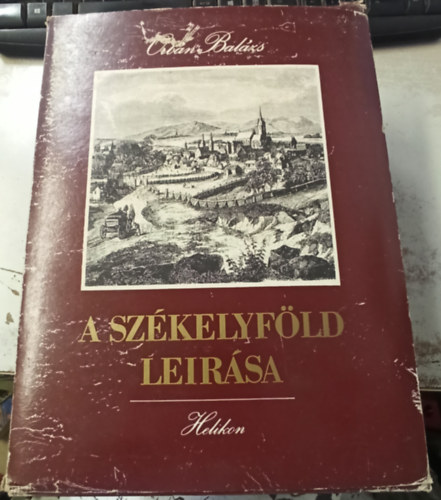 Orbán Balázs
A SZÉKELYFÖLD
LEIRÁSA
Helikon